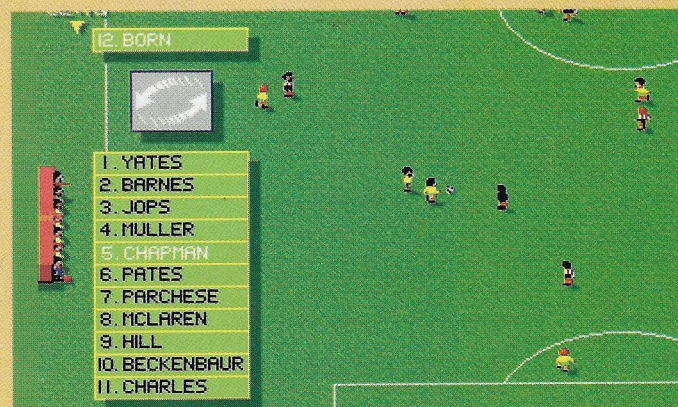 12. BORN
1. YATES
2. BARNES
3. JOPS
4. MULLER
5. CHAPMAN
6. PATES
7. PARCHESE
8. MCLAREN
9. HILL
10. BECKENBAUR
11. CHARLES